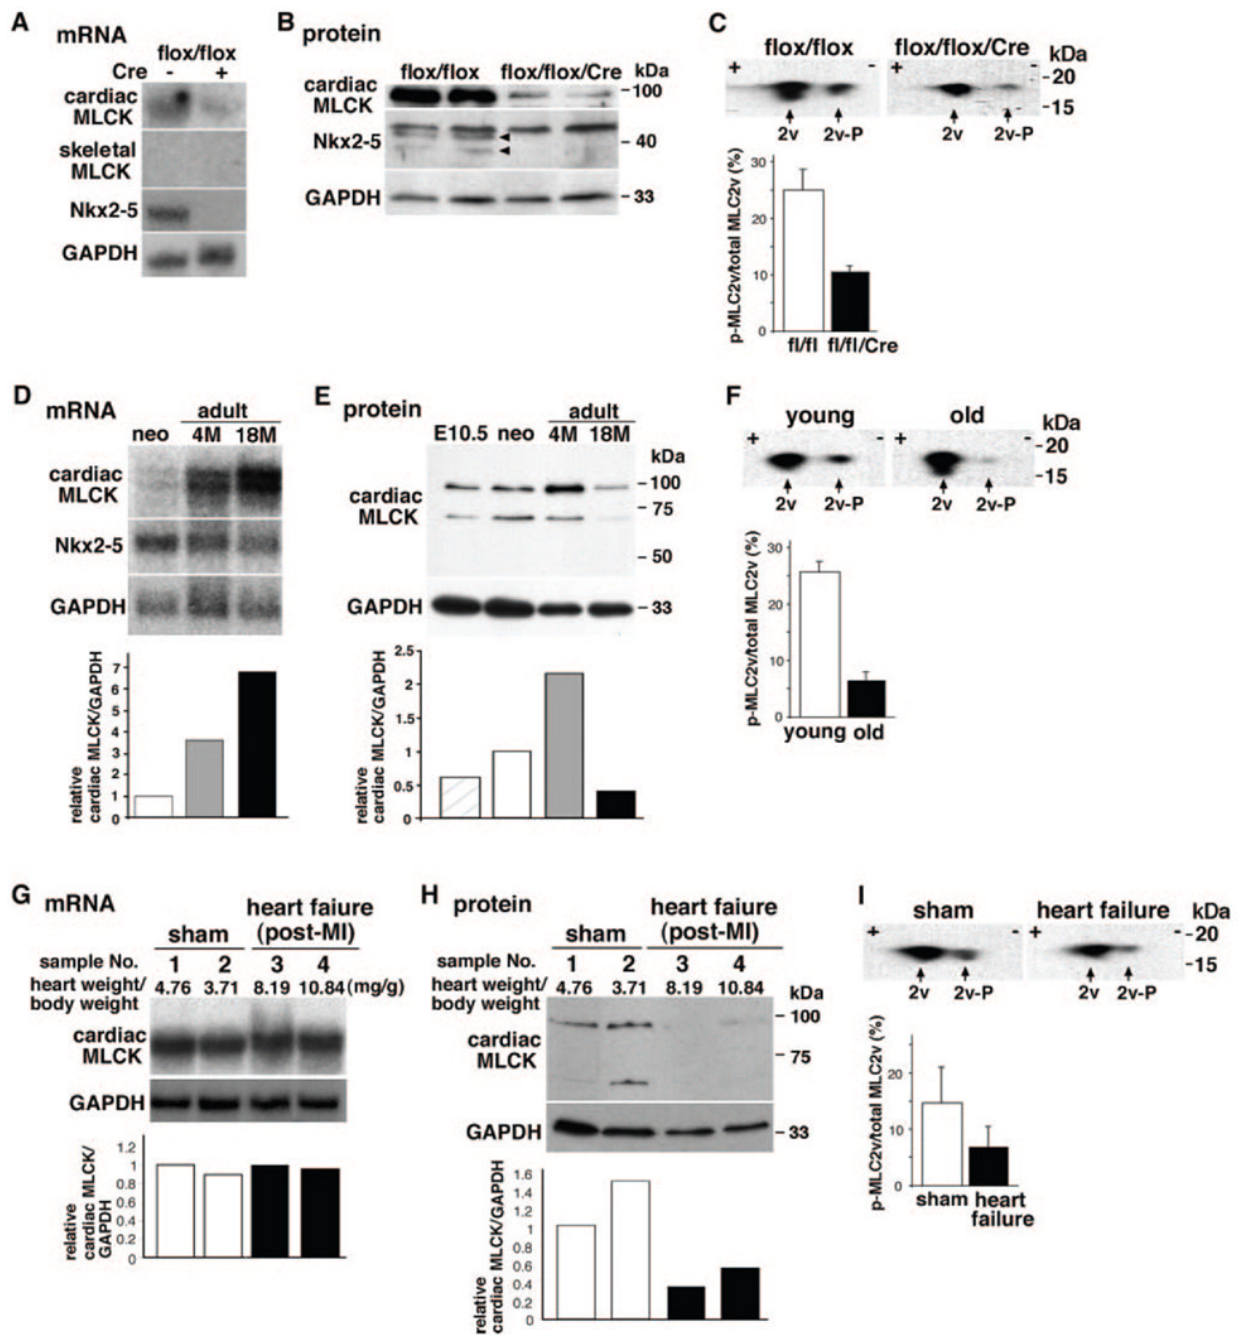 A
mRNA
flox/flox
Cre - +
cardiac
MLCK
skeletal
MLCK
Nkx2-5
GAPDH
B
protein
flox/flox flox/flox/Cre kDa
cardiac
MLCK
-100
Nkx2-5
- 40
GAPDH
- 33
C
flox/flox flox/flox/Cre kDa
+ - + -
-20
-15
2v 2v-P 2v 2v-P
p-MLC2v/total MLC2v (%)
30
20
10
0
fl/fl fl/fl/Cre
D
mRNA
adult
neo 4M 18M
cardiac
MLCK
Nkx2-5
GAPDH
relative
cardiac MLCK/GAPDH
7
6
5
4
3
2
1
0
E
protein
adult
E10.5 neo 4M 18M
kDa
cardiac
MLCK
- 100
- 75
- 50
GAPDH
- 33
relative
cardiac MLCK/GAPDH
2.5
2
1.5
1
0.5
0
F
young old
kDa
+ - + -
-20
-15
2v 2v-P 2v 2v-P
p-MLC2v/total MLC2v (%)
30
20
10
0
young old
G
mRNA
heart faiure
sham (post-MI)
sample No. 1 2 3 4
heart weight/
body weight
4.76 3.71 8.19 10.84 (mg/g)
cardiac
MLCK
GAPDH
relative
cardiac MLCK/
GAPDH
1.2
1
0.8
0.6
0.4
0.2
0
H
protein
heart faiure
sham (post-MI)
sample No. 1 2 3 4
heart weight/
body weight
4.76 3.71 8.19 10.84
kDa
cardiac
MLCK
- 100
- 75
GAPDH
- 33
relative
cardiac MLCK/GAPDH
1.6
1.4
1.2
1
0.8
0.6
0.4
0.2
0
I
sham heart failure kDa
+ - + -
-20
-15
2v 2v-P 2v 2v-P
p-MLC2v/total MLC2v (%)
20
10
0
sham heart
failure